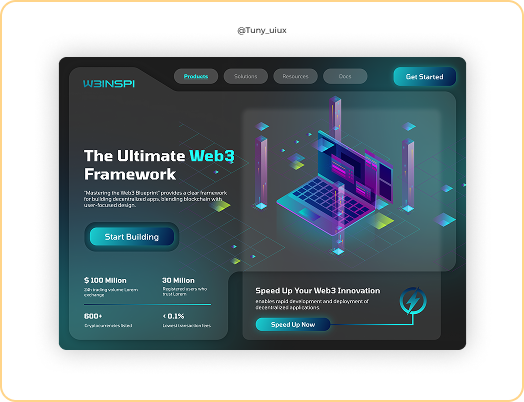 @Tuny_uiux
W3INSPI
Products
Solutions
Resources
Docs
Get Started
The Ultimate Web3
Framework
"Mastering the Web3 Blueprint" provides a clear framework
for building decentralized apps, blending blockchain with
user-focused design.
Start Building
$ 100 Million
24h trading volume Lorem
exchange
30 Million
Registered users who
trust Lorem
600+
Cryptocurrencies listed
< 0.1%
Lowest transaction fees
Speed Up Your Web3 Innovation
enables rapid development and deployment of
decentralized applications.
Speed Up Now